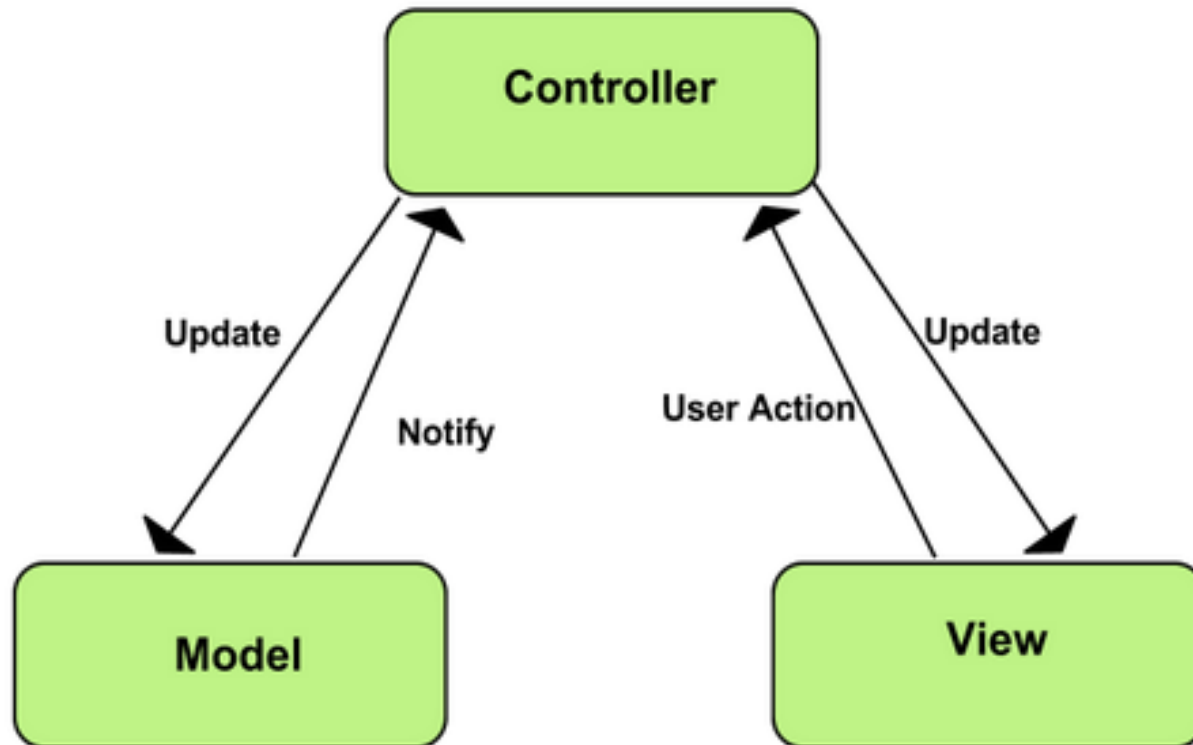 Controller
Update
Update
User Action
Notify
Model
View